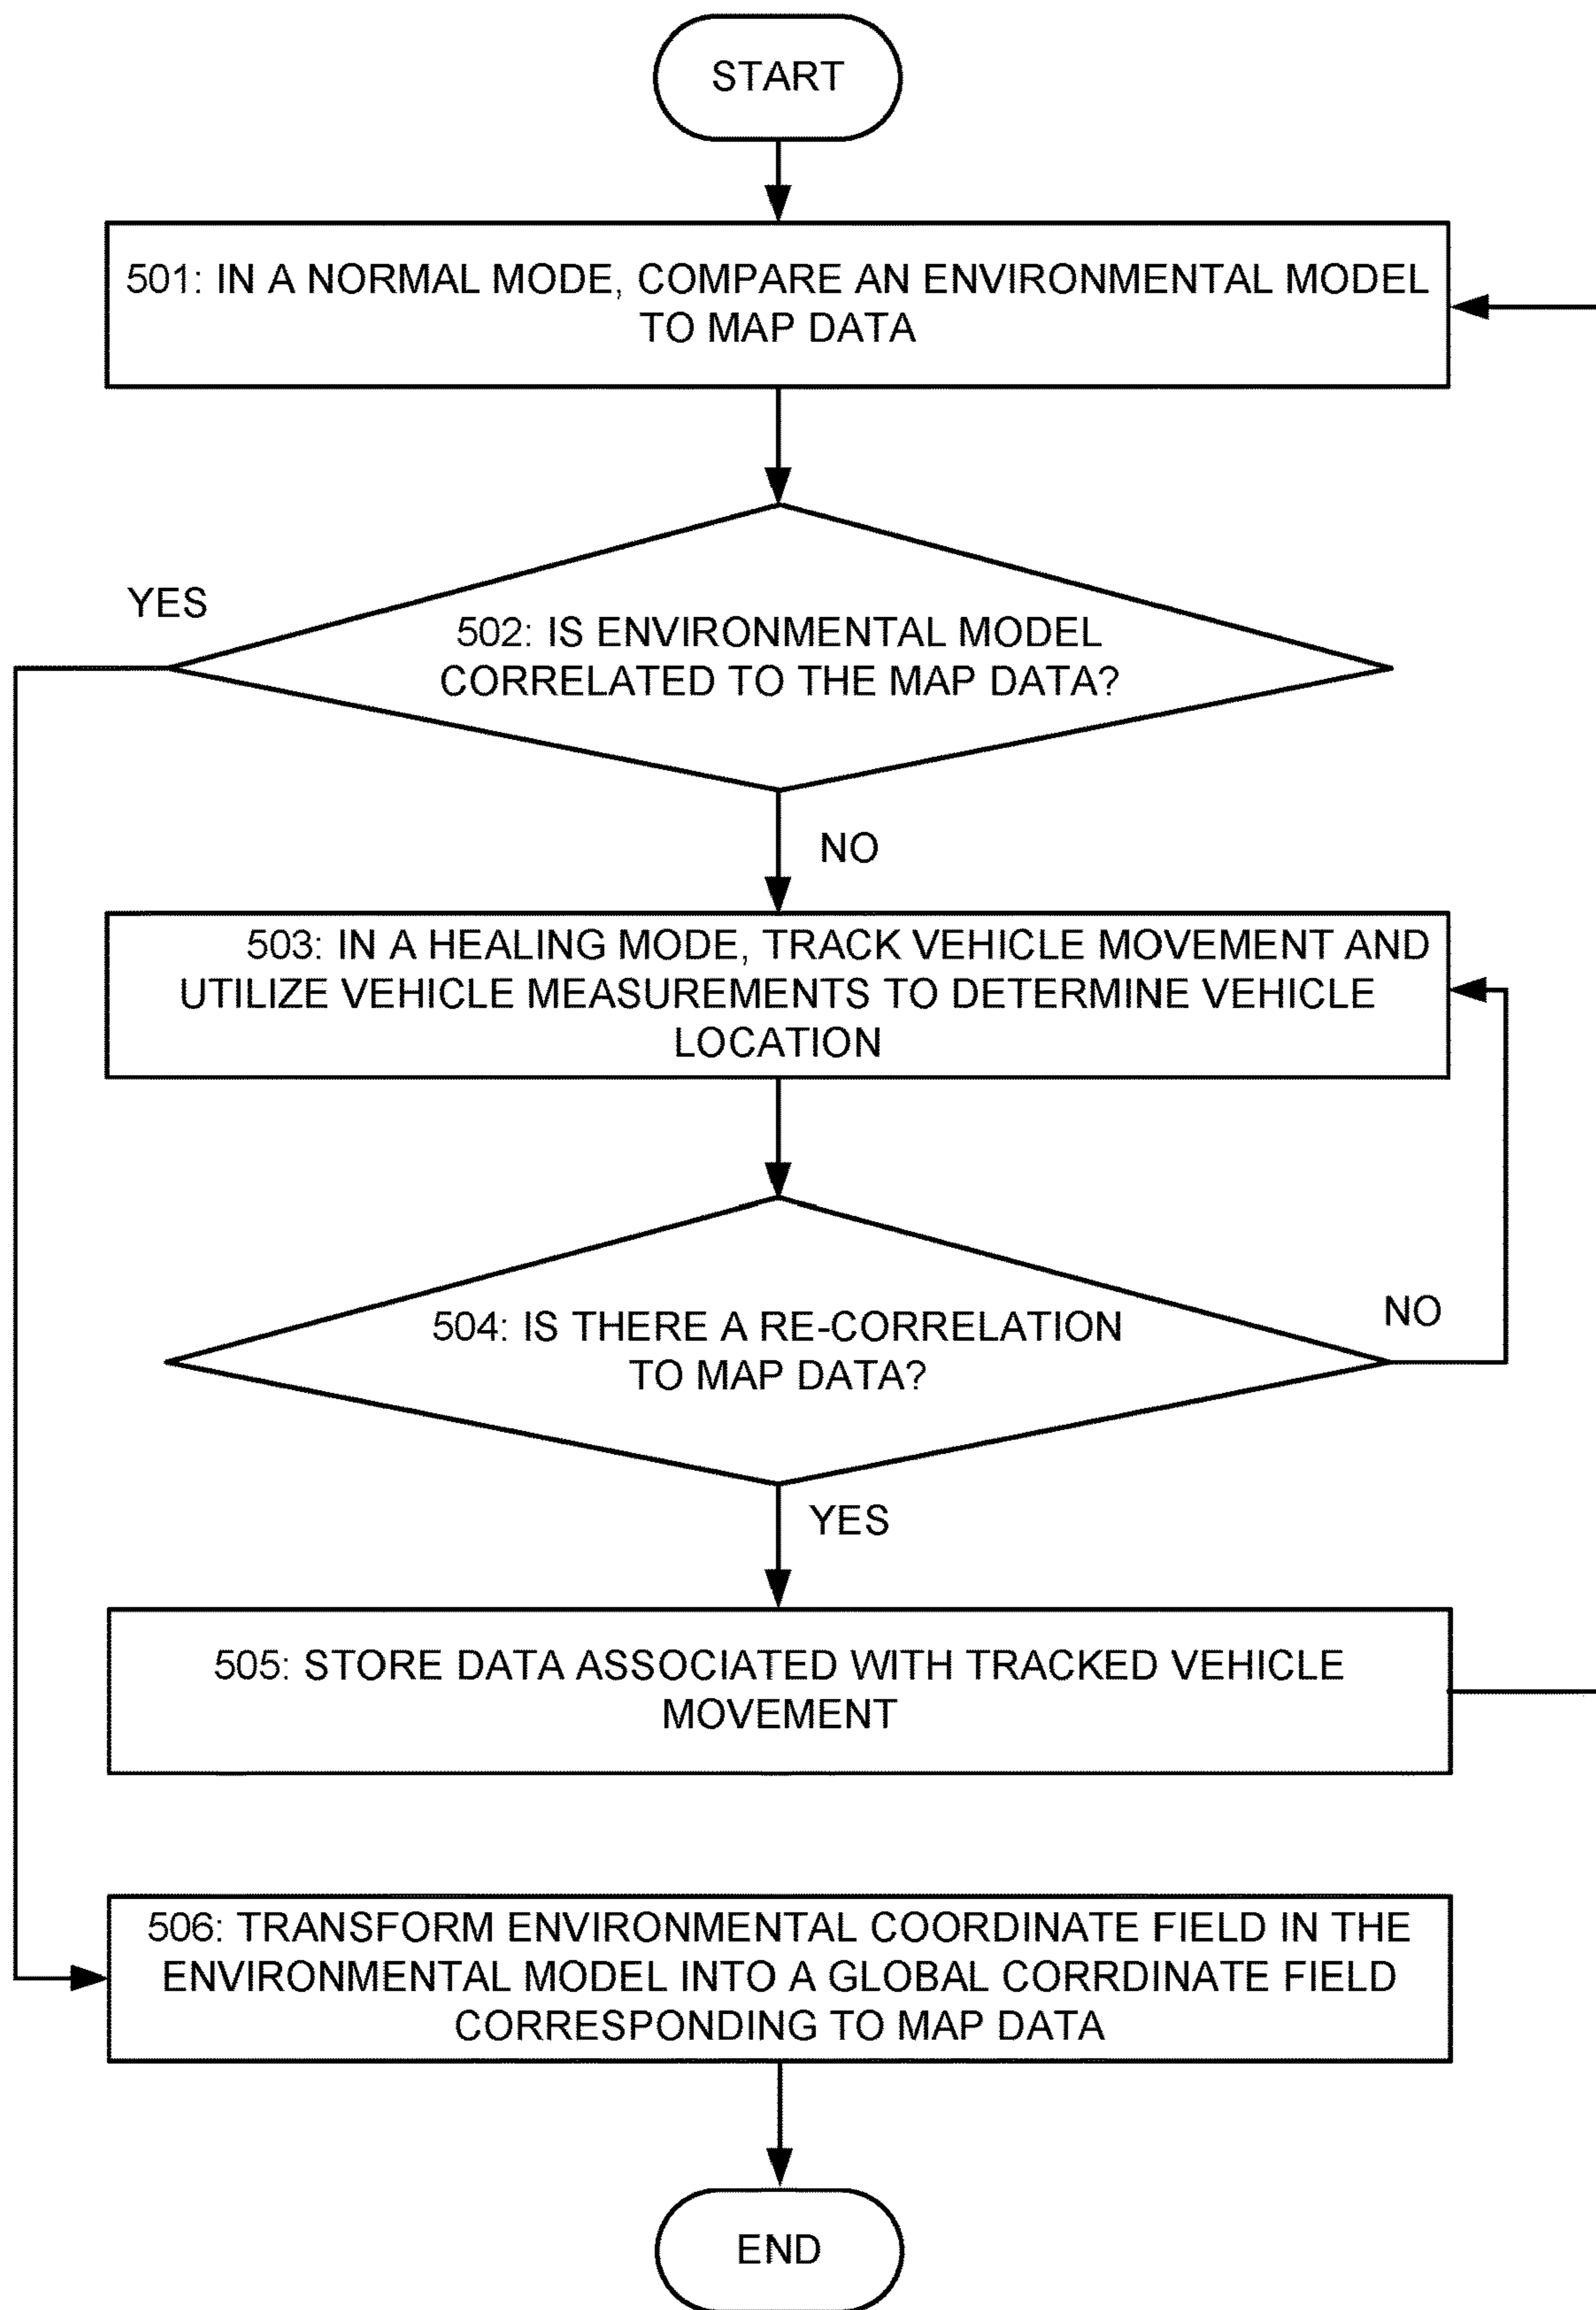 START
501: IN A NORMAL MODE, COMPARE AN ENVIRONMENTAL MODEL
TO MAP DATA
YES
502: IS ENVIRONMENTAL MODEL
CORRELATED TO THE MAP DATA?
NO
503: IN A HEALING MODE, TRACK VEHICLE MOVEMENT AND
UTILIZE VEHICLE MEASUREMENTS TO DETERMINE VEHICLE
LOCATION
504: IS THERE A RE-CORRELATION
TO MAP DATA?
NO
YES
505: STORE DATA ASSOCIATED WITH TRACKED VEHICLE
MOVEMENT
506: TRANSFORM ENVIRONMENTAL COORDINATE FIELD IN THE
ENVIRONMENTAL MODEL INTO A GLOBAL CORRDINATE FIELD
CORRESPONDING TO MAP DATA
END